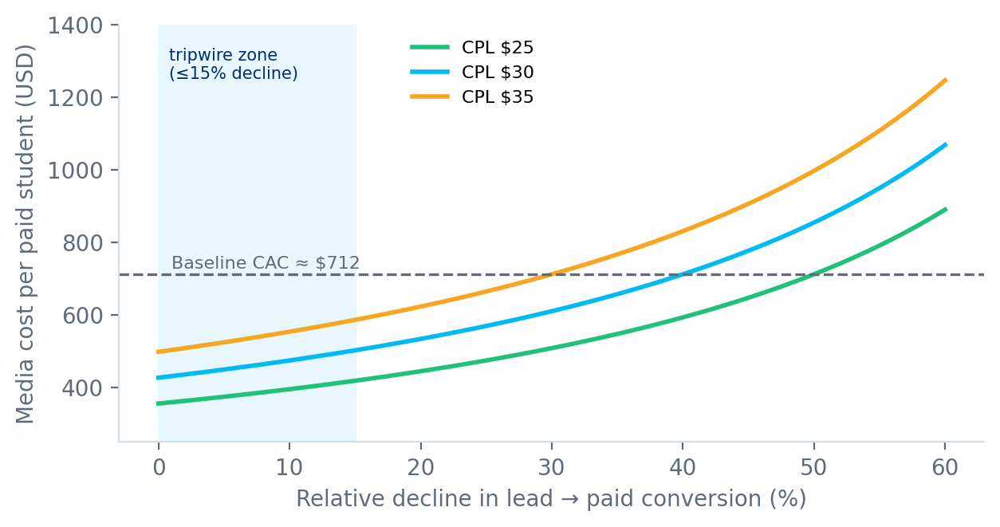 1400
1200
1000
800
600
400
Media cost per paid student (USD)
tripwire zone
(≤15% decline)
CPL $25
CPL $30
CPL $35
Baseline CAC ≈ $712
0 10 20 30 40 50 60
Relative decline in lead → paid conversion (%)